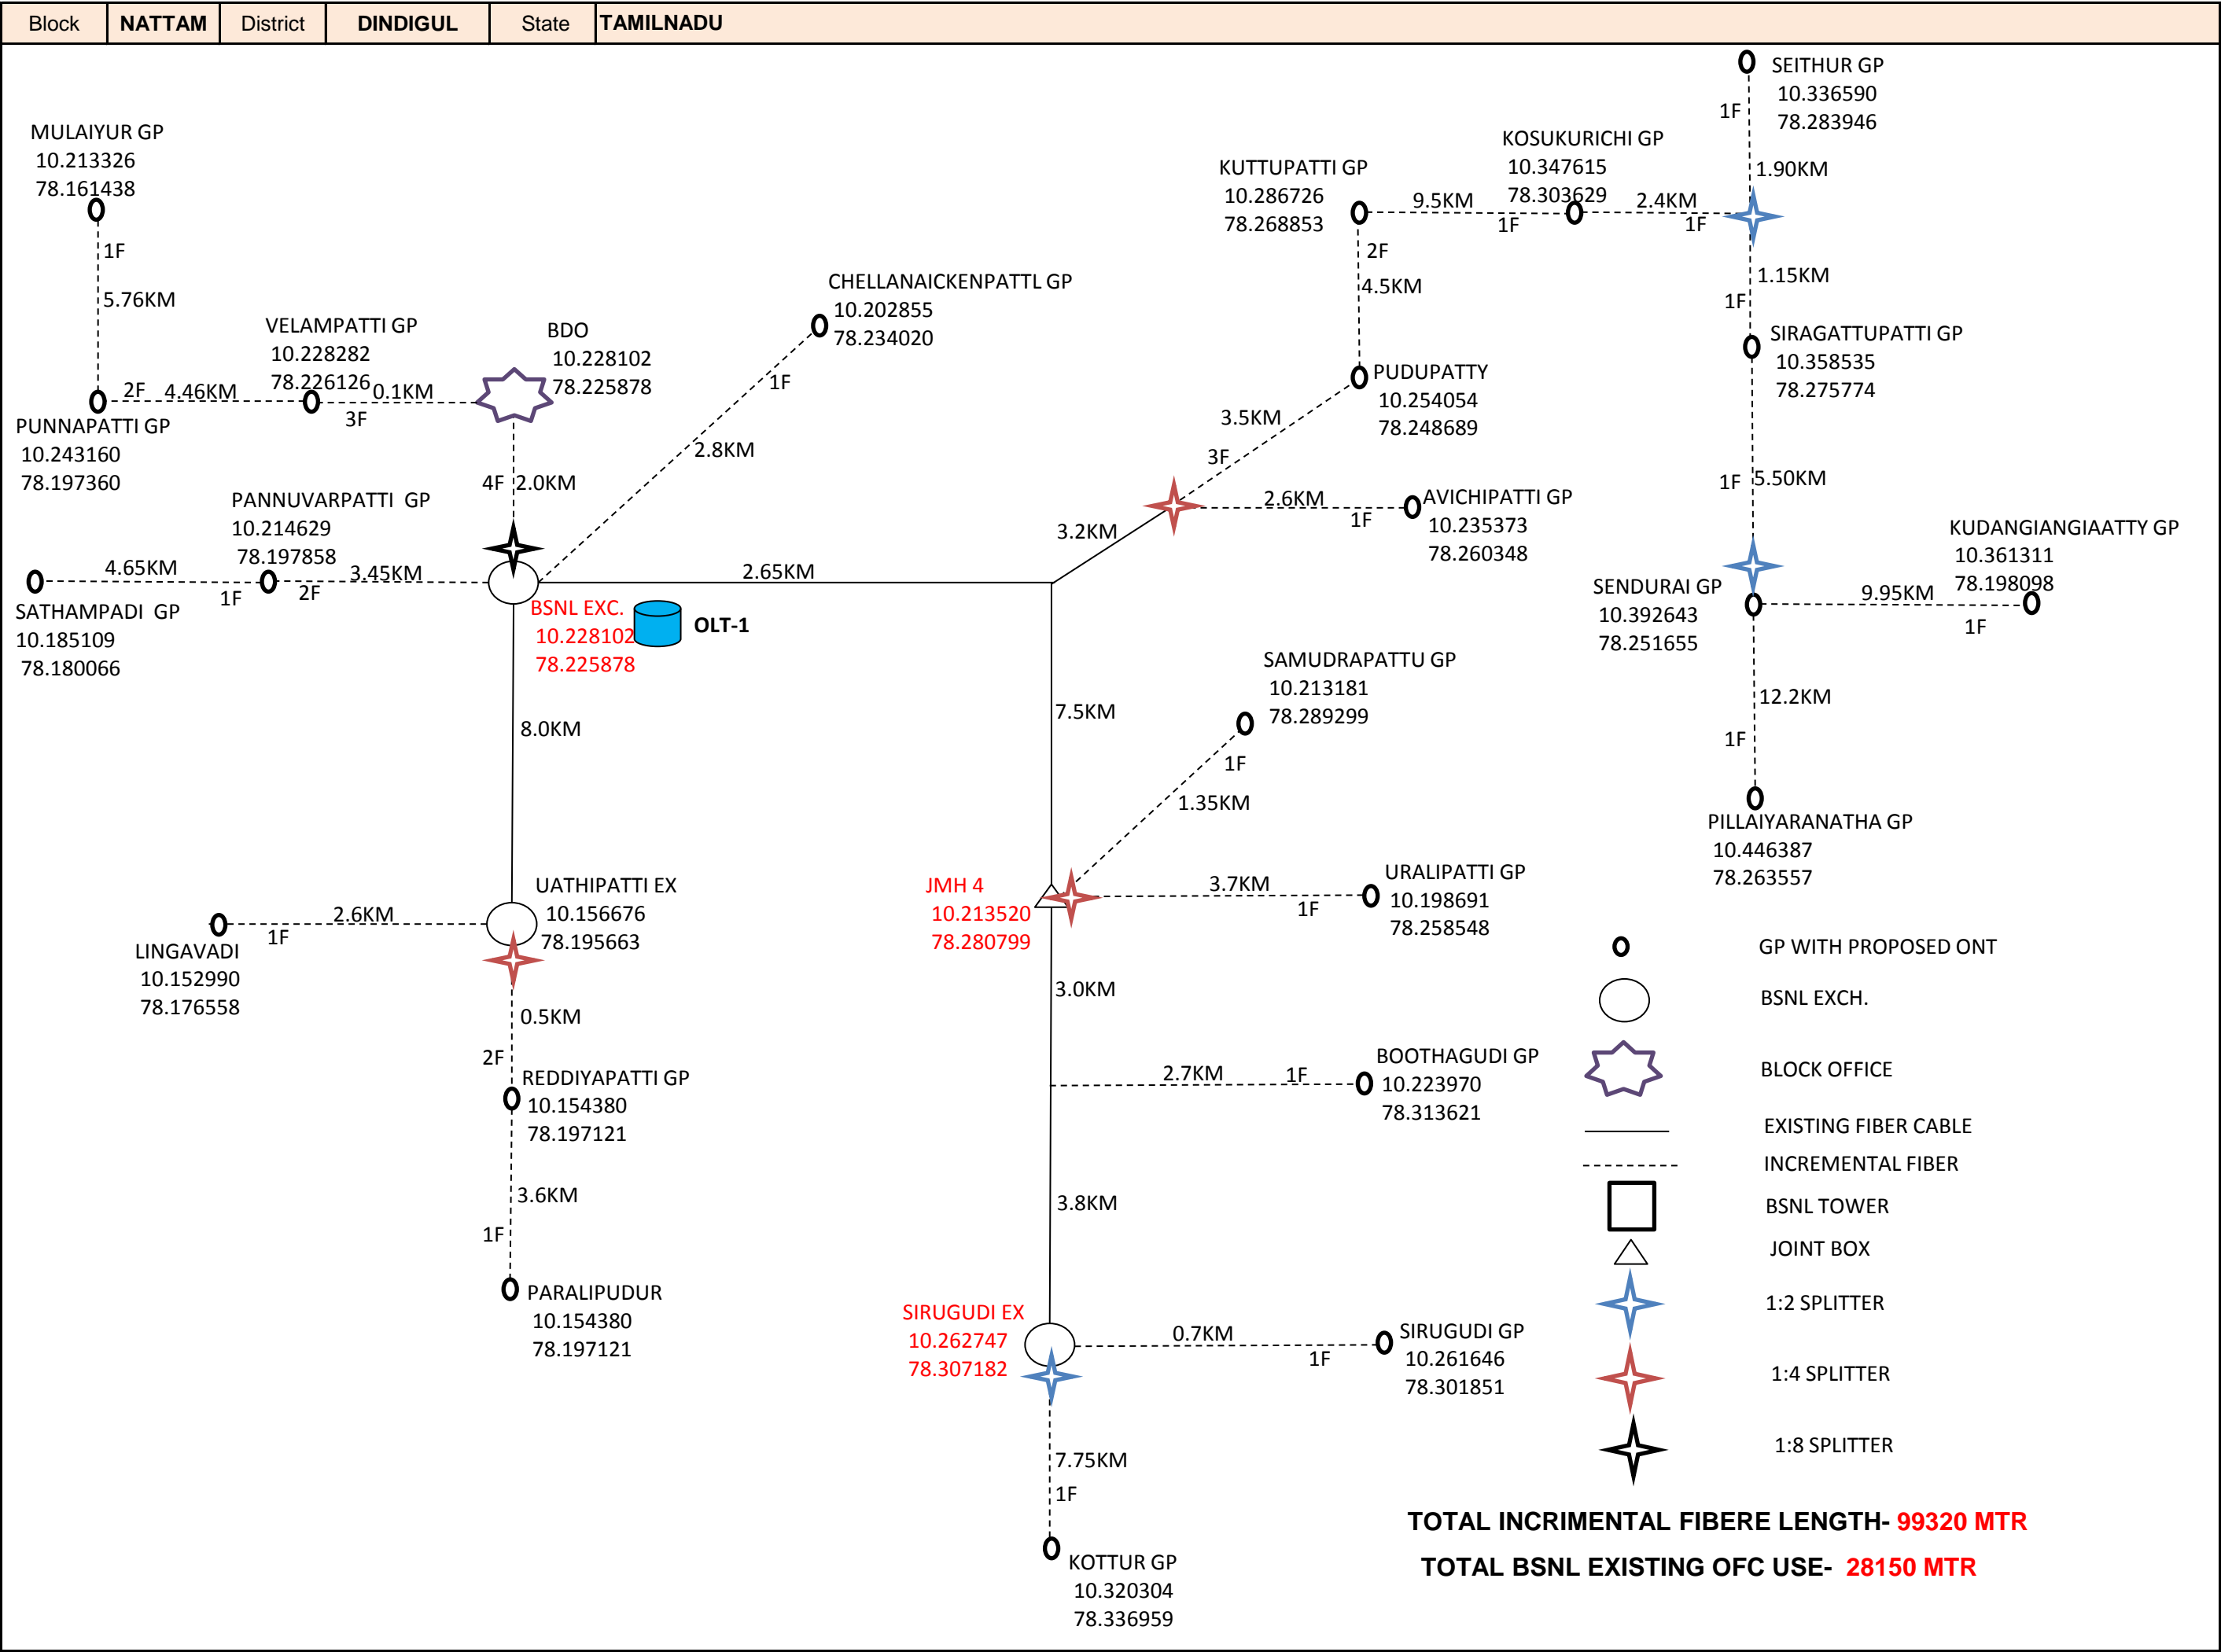 Block NATTAM District DINDIGUL State TAMILNADU
SEITHUR GP
10.336590
78.283946
1F
1.90KM
MULAIYUR GP
10.213326
78.161438
1F
5.76KM
KOSUKURICHI GP
10.347615
78.303629
KUTTUPATTI GP
10.286726
78.268853
9.5KM
1F
2.4KM
1F
2F
4.5KM
1.15KM
1F
CHELLANAICKENPATTL GP
10.202855
78.234020
1F
2.8KM
VELAMPATTI GP
10.228282
78.226126
BDO
10.228102
78.225878
2F 4.46KM
0.1KM
3F
PUNNAPATTI GP
10.243160
78.197360
4F 2.0KM
SIRAGATTUPATTI GP
10.358535
78.275774
PUDUPATTY
10.254054
78.248689
3.5KM
3F
1F 5.50KM
PANNUVARPATTI  GP
10.214629
78.197858
2.6KM
1F
AVICHIPATTI GP
10.235373
78.260348
3.2KM
KUDANGIANGIAATTY GP
10.361311
78.198098
4.65KM
1F
3.45KM
2F
2.65KM
SATHAMPADI  GP
10.185109
78.180066
BSNL EXC.
10.228102
78.225878
OLT-1
SENDURAI GP
10.392643
78.251655
9.95KM
1F
SAMUDRAPATTU GP
10.213181
78.289299
1F
1.35KM
7.5KM
8.0KM
12.2KM
1F
PILLAIYARANATHA GP
10.446387
78.263557
UATHIPATTI EX
10.156676
78.195663
JMH 4
10.213520
78.280799
3.7KM
1F
URALIPATTI GP
10.198691
78.258548
2.6KM
1F
LINGAVADI
10.152990
78.176558
0.5KM
2F
3.0KM
REDDIYAPATTI GP
10.154380
78.197121
2.7KM
1F
BOOTHAGUDI GP
10.223970
78.313621
3.6KM
1F
3.8KM
PARALIPUDUR
10.154380
78.197121
SIRUGUDI EX
10.262747
78.307182
0.7KM
1F
SIRUGUDI GP
10.261646
78.301851
7.75KM
1F
KOTTUR GP
10.320304
78.336959
GP WITH PROPOSED ONT
BSNL EXCH.
BLOCK OFFICE
EXISTING FIBER CABLE
INCREMENTAL FIBER
BSNL TOWER
JOINT BOX
1:2 SPLITTER
1:4 SPLITTER
1:8 SPLITTER
TOTAL INCRIMENTAL FIBERE LENGTH- 99320 MTR
TOTAL BSNL EXISTING OFC USE-  28150 MTR